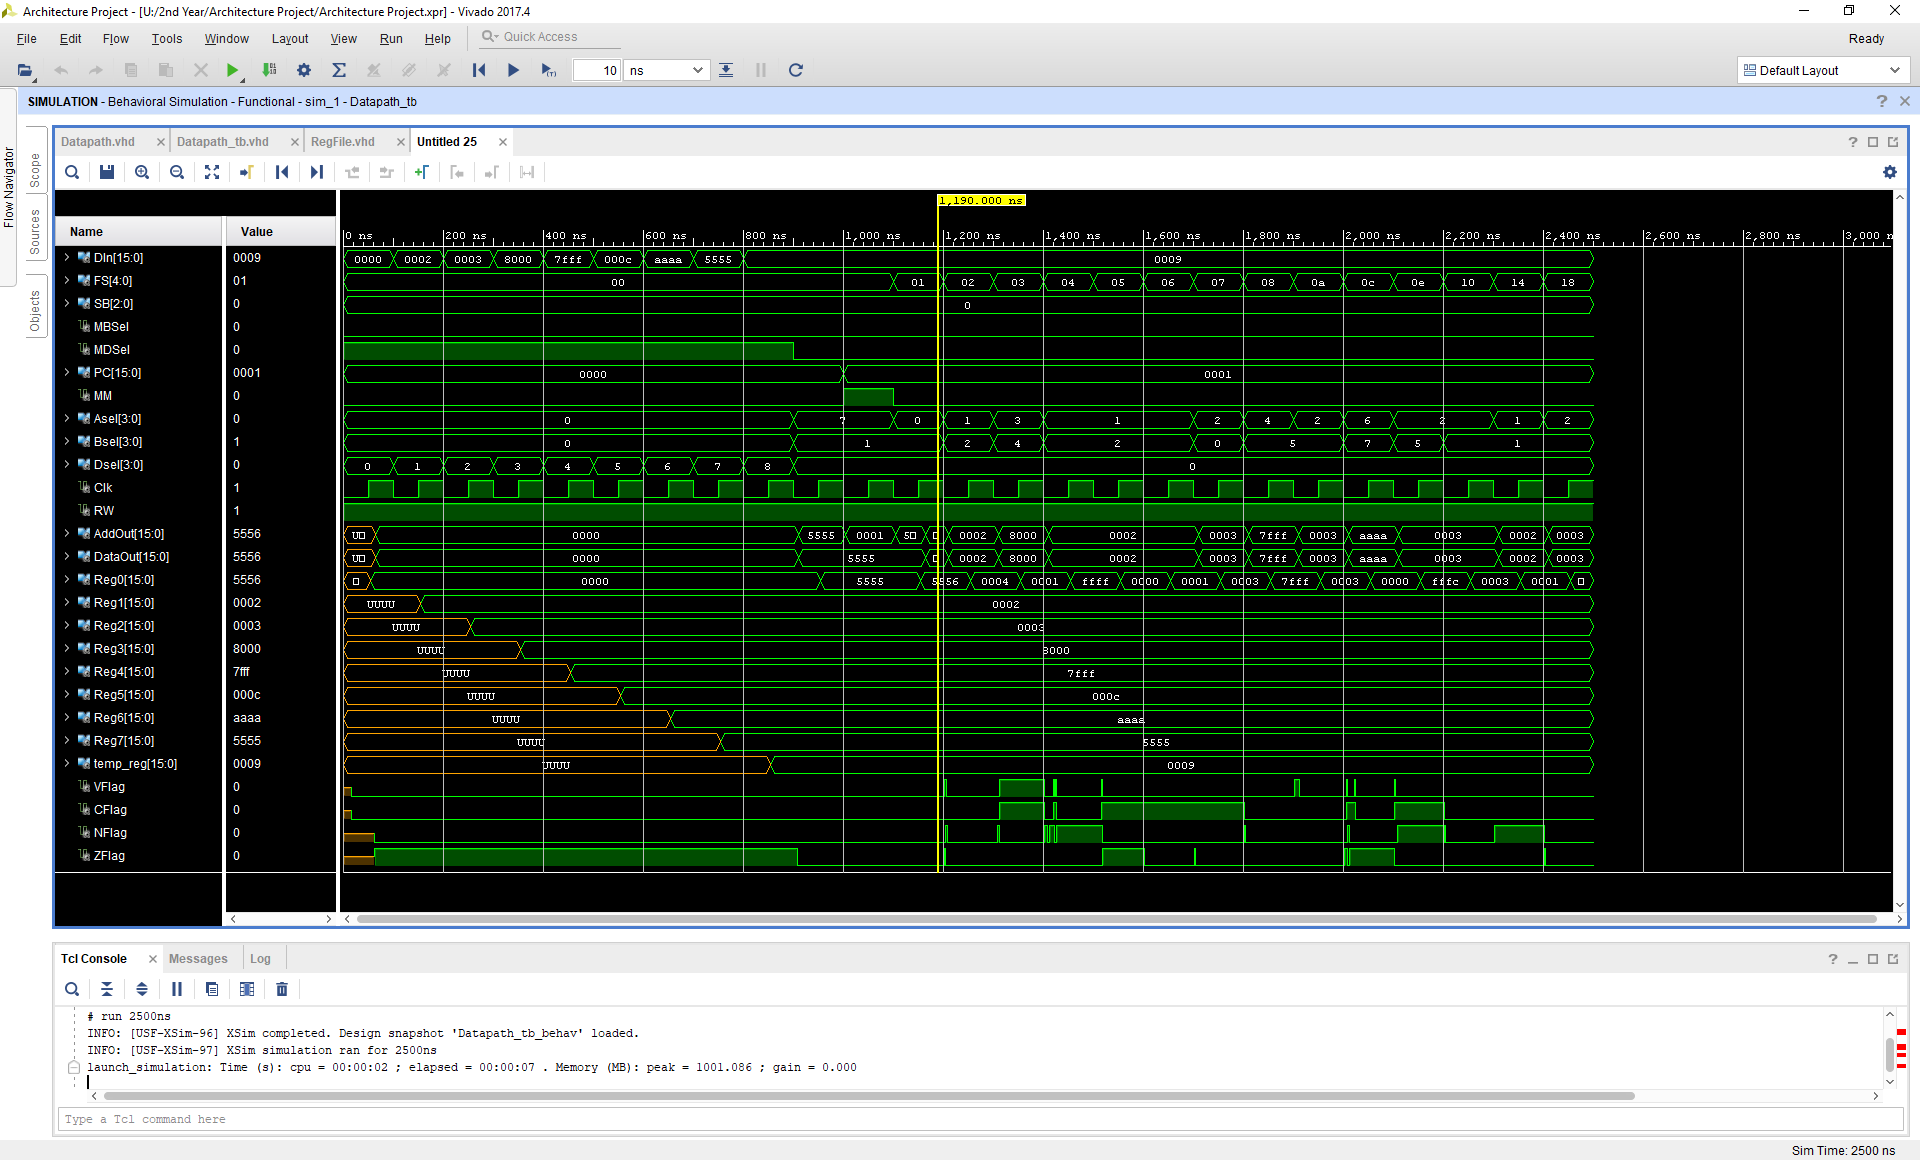 Architecture Project - [U:/2nd Year/Architecture Project/Architecture Project.xpr] - Vivado 2017.4
File Edit Flow Tools Window Layout View Run Help Quick Access Ready
10 ns Default Layout
SIMULATION - Behavioral Simulation - Functional - sim_1 - Datapath_tb
Flow Navigator
Scope
Sources
Objects
Datapath.vhd Datapath_tb.vhd RegFile.vhd Untitled 25
1,190.000 ns
Name Value
0 ns 200 ns 400 ns 600 ns 800 ns 1,000 ns 1,200 ns 1,400 ns 1,600 ns 1,800 ns 2,000 ns 2,200 ns 2,400 ns 2,600 ns 2,800 ns 3,000 n
DIn[15:0] 0009 0000 0002 0003 8000 7fff 000c aaaa 5555 0009
FS[4:0] 01 00 01 02 03 04 05 06 07 08 0a 0c 0e 10 14 18
SB[2:0] 0 0
MBSel 0
MDSel 0
PC[15:0] 0001 0000 0001
MM 0
Asel[3:0] 0 0 7 0 1 3 1 2 4 2 6 2 1 2
Bsel[3:0] 1 0 1 2 4 2 0 5 7 5 1
Dsel[3:0] 0 0 1 2 3 4 5 6 7 8 0
Clk 1
RW 1
AddOut[15:0] 5556 U 0000 5555 0001 5 0002 8000 0002 0003 7fff 0003 aaaa 0003 0002 0003
DataOut[15:0] 5556 U 0000 5555 0002 8000 0002 0003 7fff 0003 aaaa 0003 0002 0003
Reg0[15:0] 5556 0000 5555 5556 0004 0001 ffff 0000 0001 0003 7fff 0003 0000 fffc 0003 0001
Reg1[15:0] 0002 UUUU 0002
Reg2[15:0] 0003 UUUU 0003
Reg3[15:0] 8000 UUUU 8000
Reg4[15:0] 7fff UUUU 7fff
Reg5[15:0] 000c UUUU 000c
Reg6[15:0] aaaa UUUU aaaa
Reg7[15:0] 5555 UUUU 5555
temp_reg[15:0] 0009 UUUU 0009
VFlag 0
CFlag 0
NFlag 0
ZFlag 0
Tcl Console Messages Log
# run 2500ns
INFO: [USF-XSim-96] XSim completed. Design snapshot 'Datapath_tb_behav' loaded.
INFO: [USF-XSim-97] XSim simulation ran for 2500ns
launch_simulation: Time (s): cpu = 00:00:02 ; elapsed = 00:00:07 . Memory (MB): peak = 1001.086 ; gain = 0.000
Type a Tcl command here
Sim Time: 2500 ns